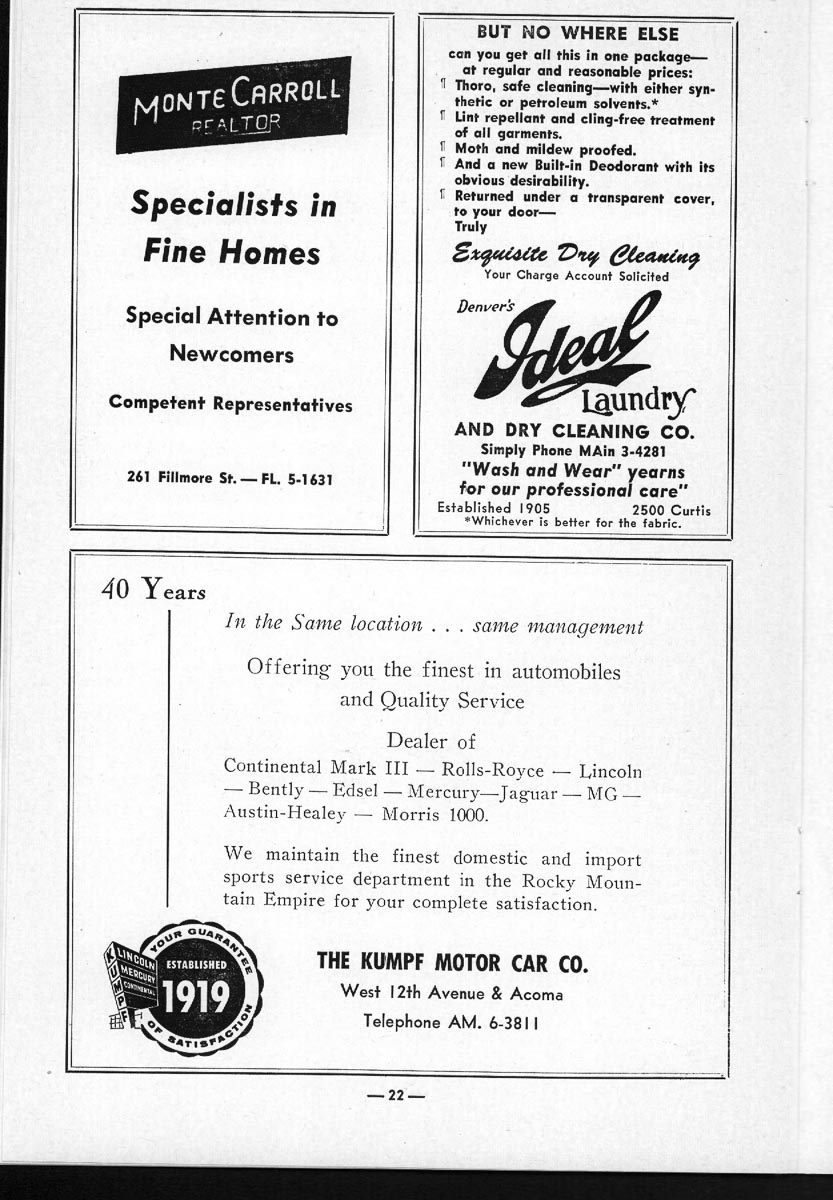 MONTE CARROLL
REALTOR
Specialists in
Fine Homes
Special Attention to
Newcomers
Competent Representatives
261 Fillmore St. — FL. 5-1631
BUT NO WHERE ELSE
can you get all this in one package—
at regular and reasonable prices:
¶ Thoro, safe cleaning—with either syn-
thetic or petroleum solvents.*
¶ Lint repellant and cling-free treatment
of all garments.
¶ Moth and mildew proofed.
¶ And a new Built-in Deodorant with its
obvious desirability.
¶ Returned under a transparent cover,
to your door—
Truly
Exquisite Dry Cleaning
Your Charge Account Solicited
Denver's
Ideal
Laundry
AND DRY CLEANING CO.
Simply Phone MAin 3-4281
"Wash and Wear" yearns
for our professional care"
Established 1905 2500 Curtis
*Whichever is better for the fabric.
40 Years
In the Same location . . . same management
Offering you the finest in automobiles
and Quality Service
Dealer of
Continental Mark III — Rolls-Royce — Lincoln
— Bently — Edsel — Mercury—Jaguar — MG —
Austin-Healey — Morris 1000.
We maintain the finest domestic and import
sports service department in the Rocky Moun-
tain Empire for your complete satisfaction.
YOUR GUARANTEE
OF SATISFACTION
ESTABLISHED
1919
KUMPF
LINCOLN
MERCURY
CONTINENTAL
THE KUMPF MOTOR CAR CO.
West 12th Avenue & Acoma
Telephone AM. 6-3811
— 22 —